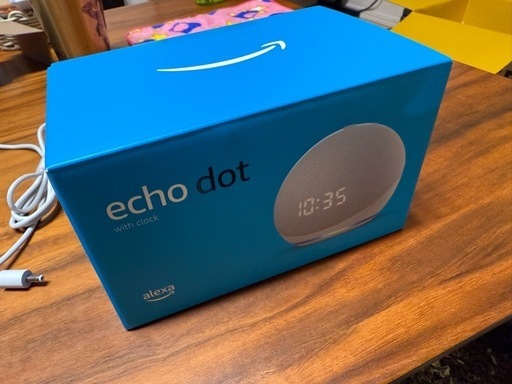 echo dot
with clock
10:35
alexa